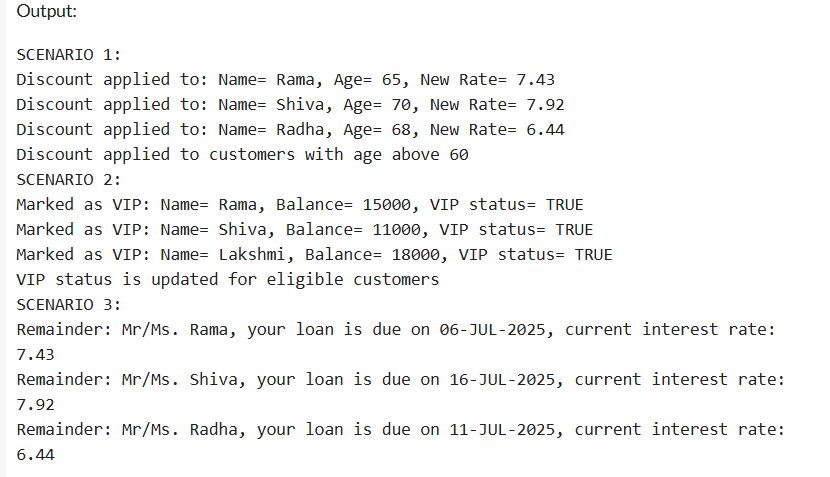 Output:
SCENARIO 1:
Discount applied to: Name= Rama, Age= 65, New Rate= 7.43
Discount applied to: Name= Shiva, Age= 70, New Rate= 7.92
Discount applied to: Name= Radha, Age= 68, New Rate= 6.44
Discount applied to customers with age above 60
SCENARIO 2:
Marked as VIP: Name= Rama, Balance= 15000, VIP status= TRUE
Marked as VIP: Name= Shiva, Balance= 11000, VIP status= TRUE
Marked as VIP: Name= Lakshmi, Balance= 18000, VIP status= TRUE
VIP status is updated for eligible customers
SCENARIO 3:
Remainder: Mr/Ms. Rama, your loan is due on 06-JUL-2025, current interest rate:
7.43
Remainder: Mr/Ms. Shiva, your loan is due on 16-JUL-2025, current interest rate:
7.92
Remainder: Mr/Ms. Radha, your loan is due on 11-JUL-2025, current interest rate:
6.44